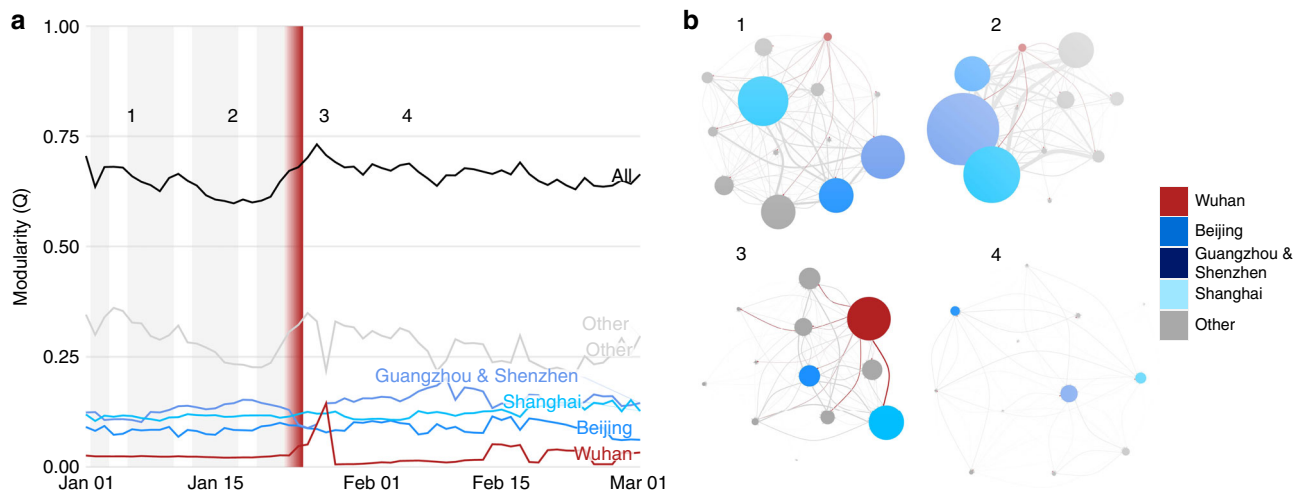 a
Modularity (Q)
1.00
0.75
0.50
0.25
0.00
1
2
3
4
All
Other
Other
Guangzhou & Shenzhen
Shanghai
Beijing
Wuhan
Jan 01
Jan 15
Feb 01
Feb 15
Mar 01
b
1
2
3
4
Wuhan
Beijing
Guangzhou &
Shenzhen
Shanghai
Other